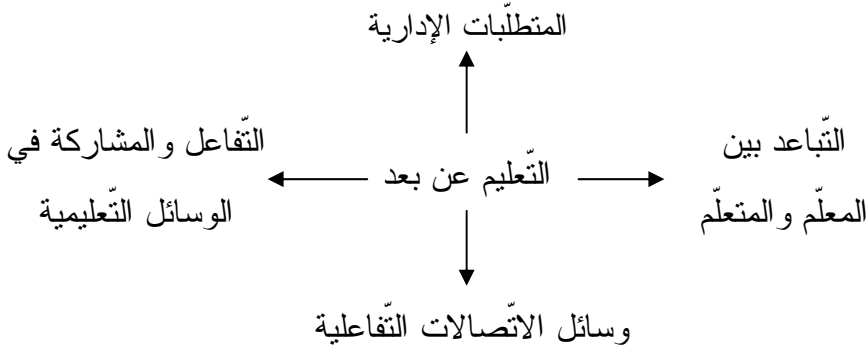 المتطلّبات الإدارية
التّباعد بين
المعلّم والمتعلّم
التّعليم عن بعد
التّفاعل والمشاركة في
الوسائل التّعليمية
وسائل الاتّصالات التّفاعلية